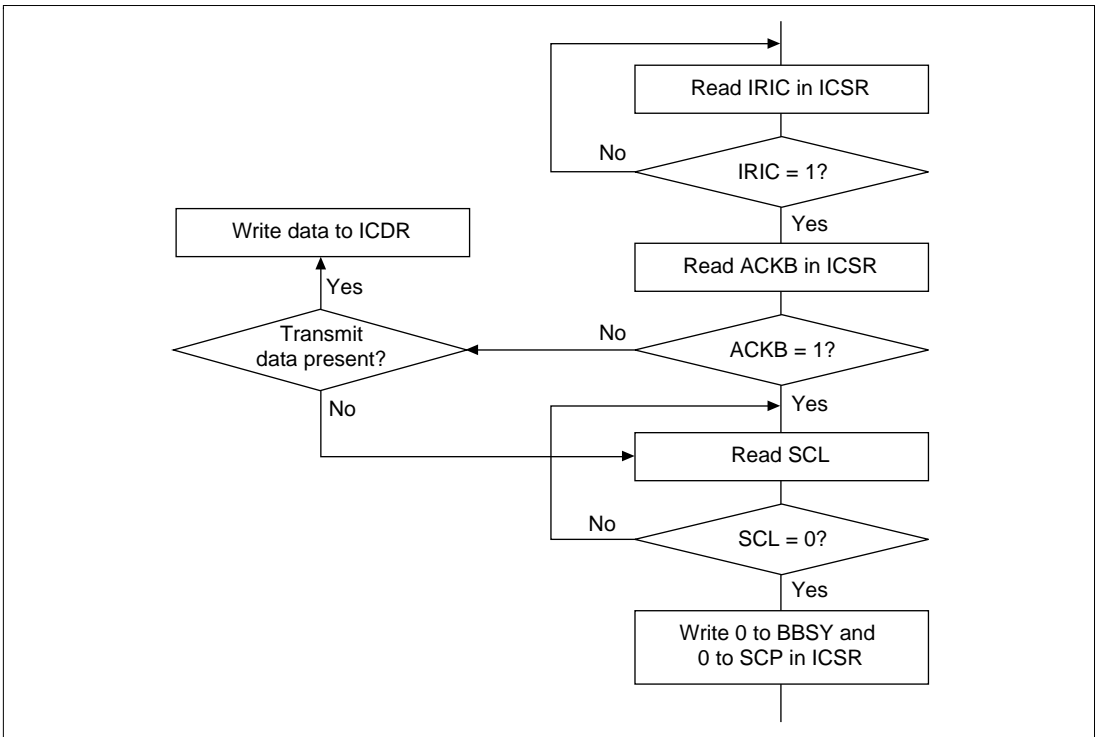 Read IRIC in ICSR
No
IRIC = 1?
Yes
Write data to ICDR
Read ACKB in ICSR
Yes
Transmit
data present?
No
ACKB = 1?
No
Yes
Read SCL
No
SCL = 0?
Yes
Write 0 to BBSY and
0 to SCP in ICSR